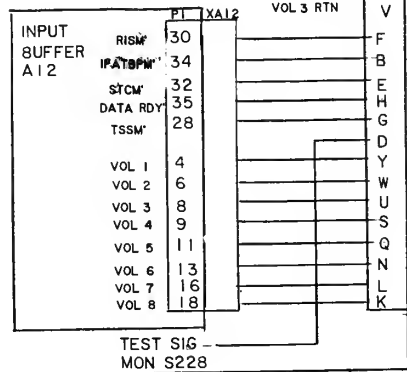 P1 XA12 VOL 3 RTN V
INPUT
BUFFER
A12
RISM' 30 F
IPATBPM' 34 B
STCM' 32 E
DATA RDY' 35 H
TSSM' 28 G
D
VOL 1 4 Y
VOL 2 6 W
VOL 3 8 U
VOL 4 9 S
VOL 5 11 Q
VOL 6 13 N
VOL 7 16 L
VOL 8 18 K
TEST SIG
MON S228